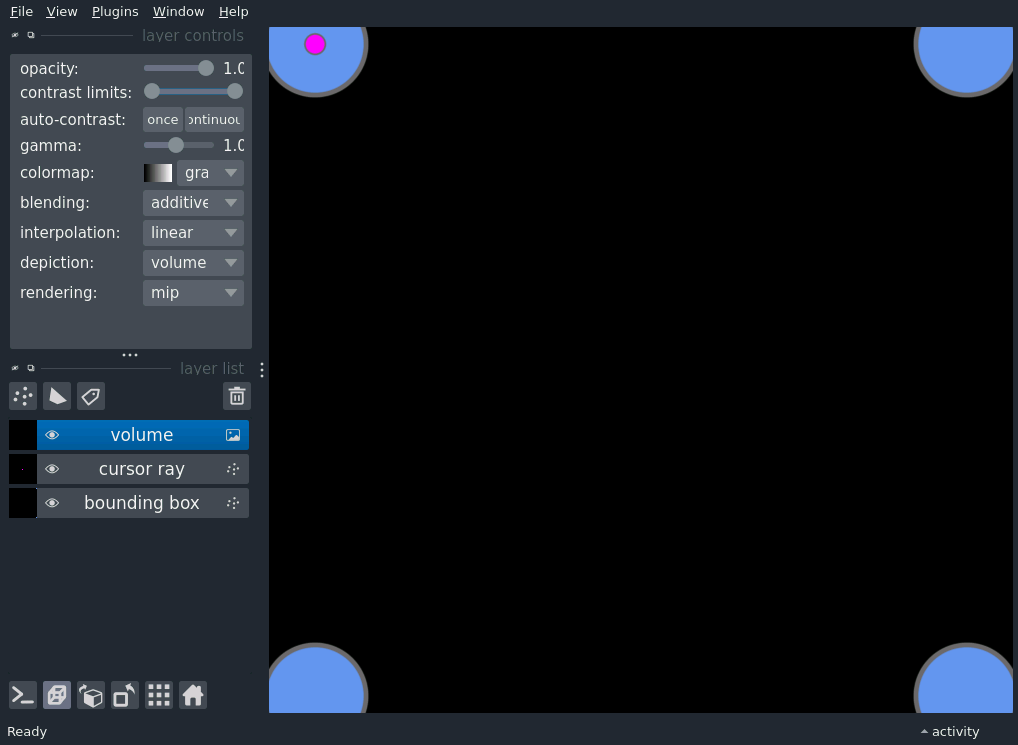 File View Plugins Window Help
layer controls
opacity: 1.0
contrast limits:
auto-contrast: once ontinuou
gamma: 1.0
colormap: gra
blending: additive
interpolation: linear
depiction: volume
rendering: mip
layer list
volume
cursor ray
bounding box
Ready activity